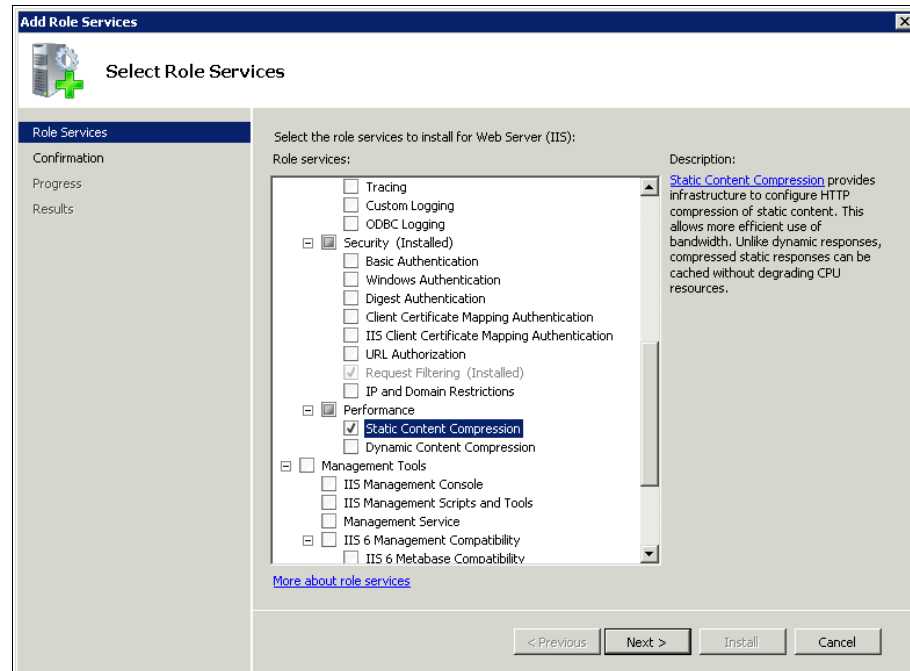 Add Role Services
Select Role Services
Role Services
Confirmation
Progress
Results
Select the role services to install for Web Server (IIS):
Role services:
Tracing
Custom Logging
ODBC Logging
Security (Installed)
Basic Authentication
Windows Authentication
Digest Authentication
Client Certificate Mapping Authentication
IIS Client Certificate Mapping Authentication
URL Authorization
Request Filtering (Installed)
IP and Domain Restrictions
Performance
Static Content Compression
Dynamic Content Compression
Management Tools
IIS Management Console
IIS Management Scripts and Tools
Management Service
IIS 6 Management Compatibility
IIS 6 Metabase Compatibility
More about role services
Description:
Static Content Compression provides
infrastructure to configure HTTP
compression of static content. This
allows more efficient use of
bandwidth. Unlike dynamic responses,
compressed static responses can be
cached without degrading CPU
resources.
< Previous
Next >
Install
Cancel